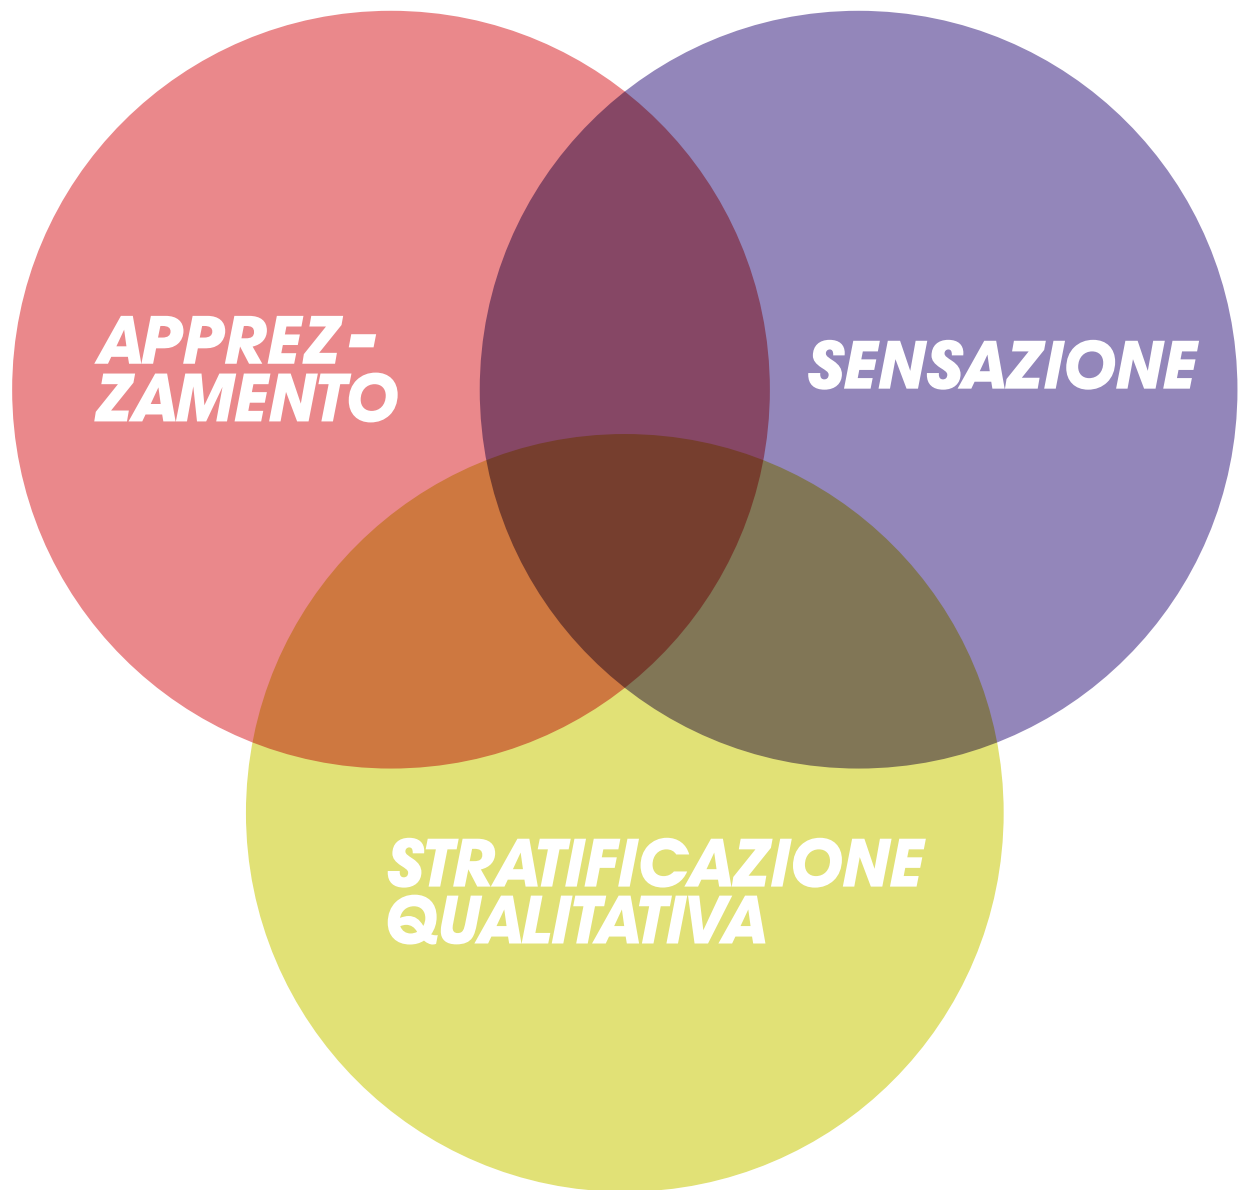 APPREZ-
ZAMENTO
SENSAZIONE
STRATIFICAZIONE
QUALITATIVA